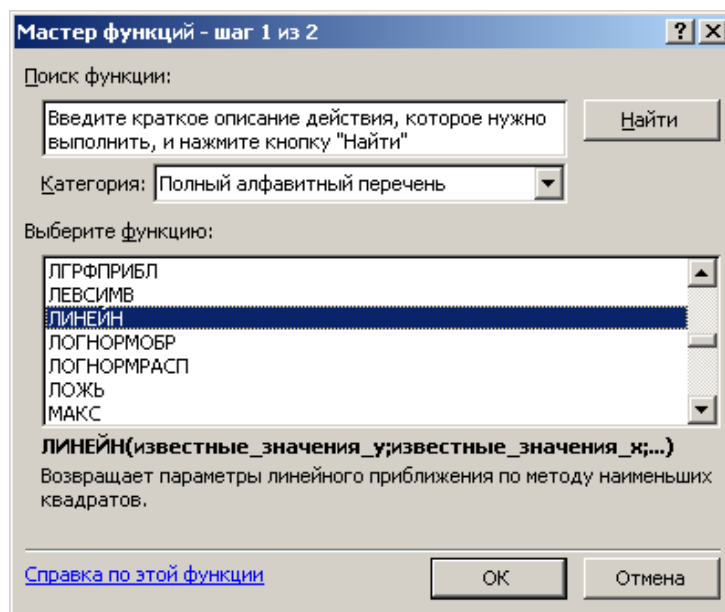 Мастер функций - шаг 1 из 2
Поиск функции:
Введите краткое описание действия, которое нужно
выполнить, и нажмите кнопку "Найти"
Найти
Категория: Полный алфавитный перечень
Выберите функцию:
ЛГРФПРИБЛ
ЛЕВСИМВ
ЛИНЕЙН
ЛОГНОРМОБР
ЛОГНОРМРАСП
ЛОЖЬ
МАКС
ЛИНЕЙН(известные_значения_y;известные_значения_x;...)
Возвращает параметры линейного приближения по методу наименьших
квадратов.
Справка по этой функции
ОК
Отмена